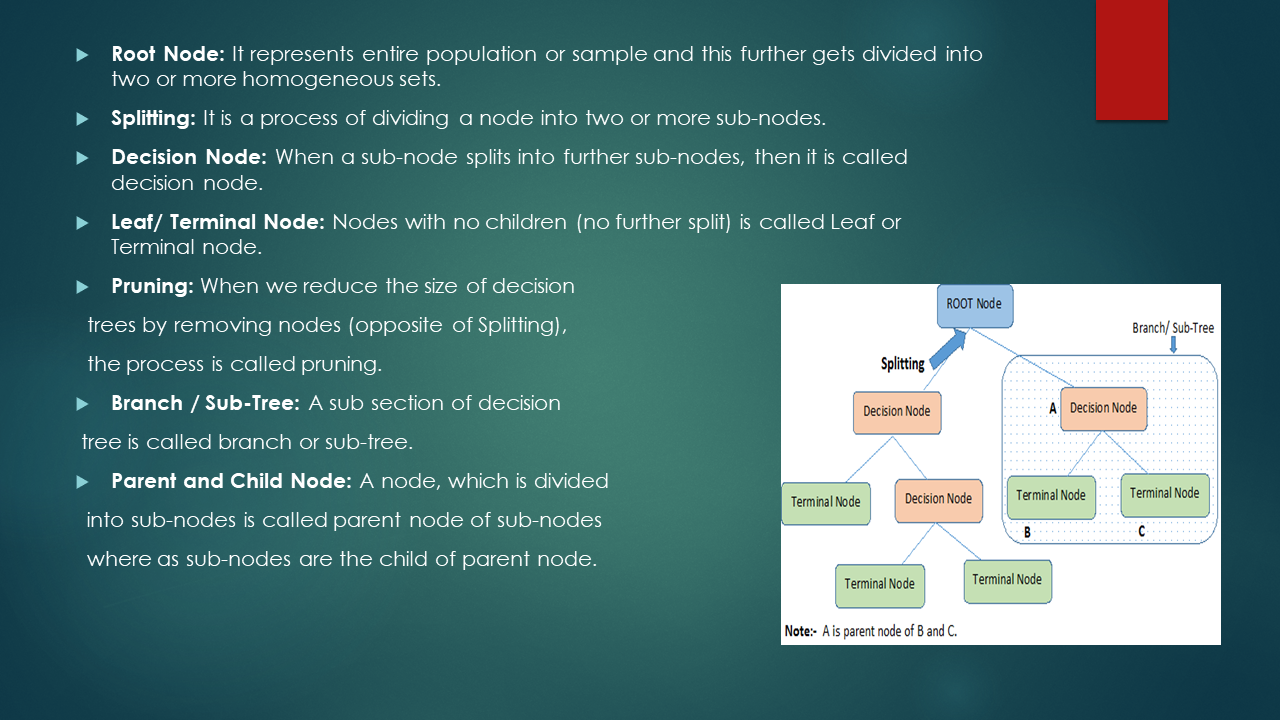 Root Node: It represents entire population or sample and this further gets divided into
two or more homogeneous sets.
Splitting: It is a process of dividing a node into two or more sub-nodes.
Decision Node: When a sub-node splits into further sub-nodes, then it is called
decision node.
Leaf/ Terminal Node: Nodes with no children (no further split) is called Leaf or
Terminal node.
Pruning: When we reduce the size of decision
trees by removing nodes (opposite of Splitting),
the process is called pruning.
Branch / Sub-Tree: A sub section of decision
tree is called branch or sub-tree.
Parent and Child Node: A node, which is divided
into sub-nodes is called parent node of sub-nodes
where as sub-nodes are the child of parent node.
ROOT Node
Branch/ Sub-Tree
Splitting
Decision Node
A
Decision Node
Terminal Node
Decision Node
Terminal Node
Terminal Node
B
C
Terminal Node
Terminal Node
Note:- A is parent node of B and C.